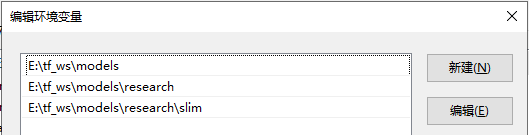 编辑环境变量
E:\tf_ws\models
E:\tf_ws\models\research
E:\tf_ws\models\research\slim
新建(N)
编辑(E)